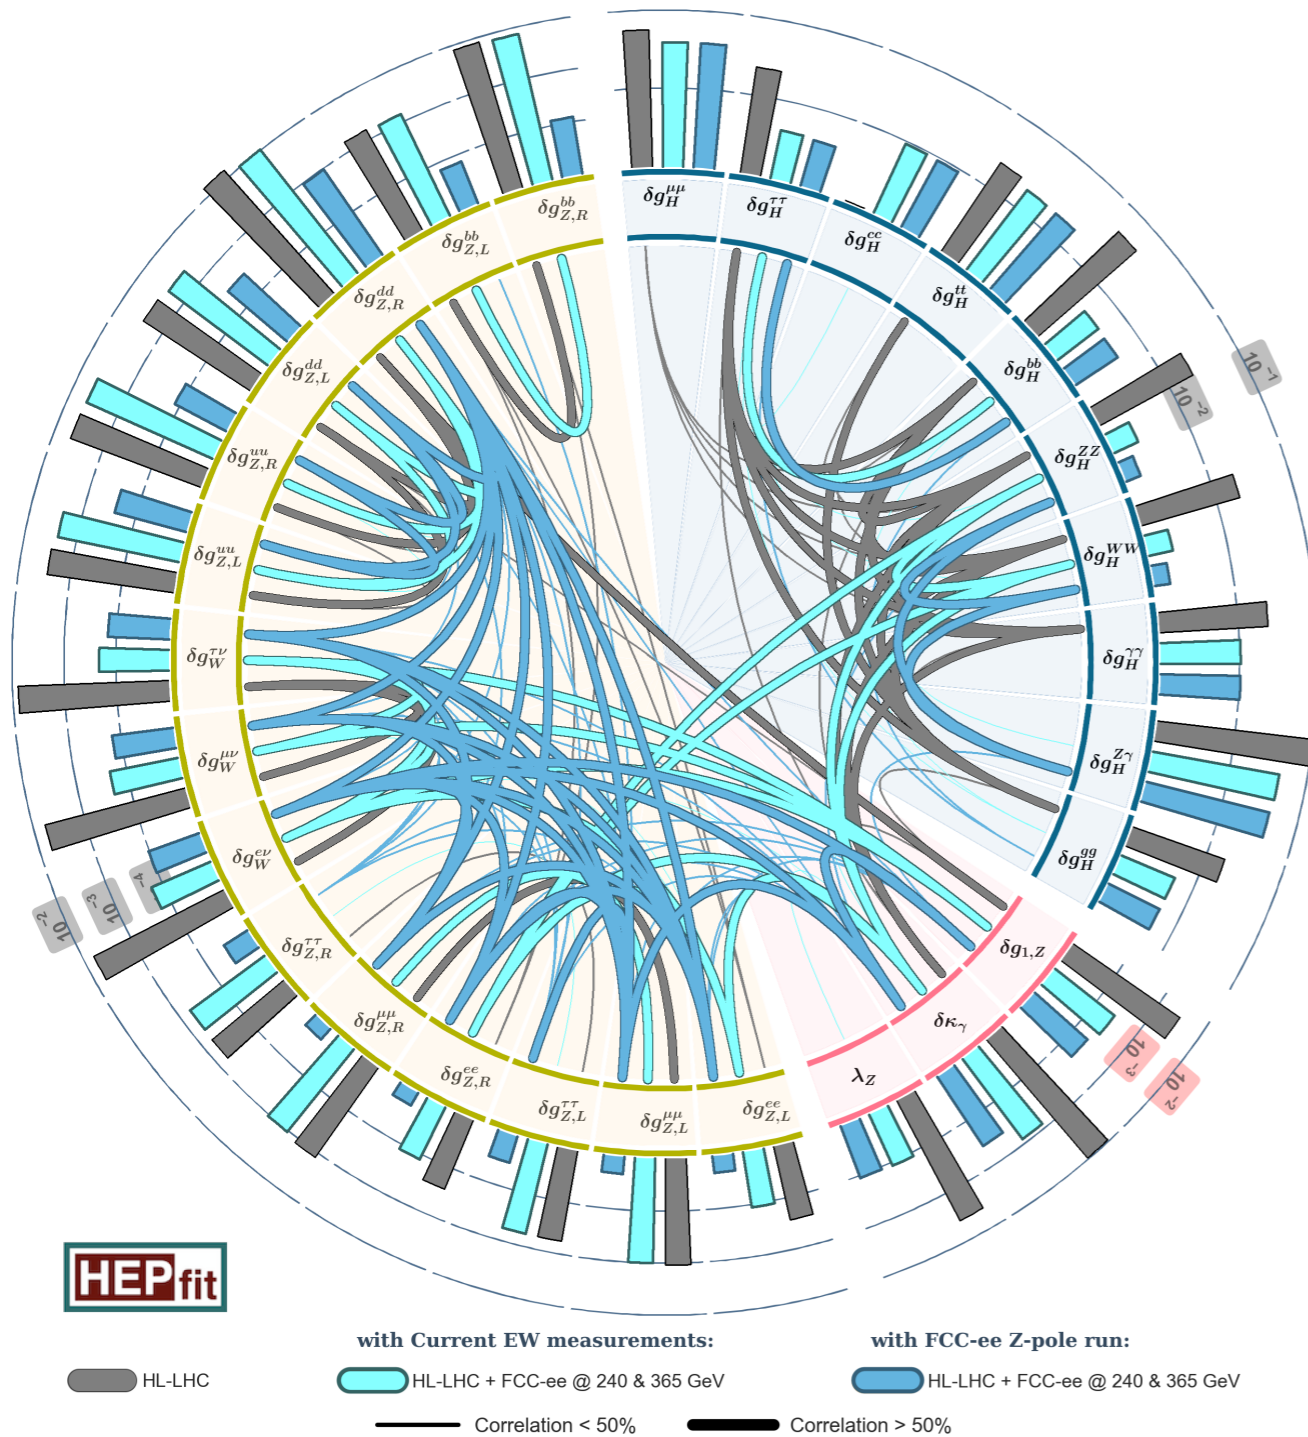 δg_H^{μμ}
δg_H^{ττ}
δg_H^{cc}
δg_H^{tt}
δg_H^{bb}
δg_H^{ZZ}
δg_H^{WW}
δg_H^{γγ}
δg_H^{Zγ}
δg_H^{gg}
δg_{1,Z}
δκ_γ
λ_Z
δg_{Z,L}^{ee}
δg_{Z,L}^{μμ}
δg_{Z,L}^{ττ}
δg_{Z,R}^{ee}
δg_{Z,R}^{μμ}
δg_{Z,R}^{ττ}
δg_W^{eν}
δg_W^{μν}
δg_W^{τν}
δg_{Z,L}^{uu}
δg_{Z,R}^{uu}
δg_{Z,L}^{dd}
δg_{Z,R}^{dd}
δg_{Z,L}^{bb}
δg_{Z,R}^{bb}
10^{-1}
10^{-2}
10^{-3}
10^{-2}
10^{-2}
10^{-3}
-4
HEPfit
with Current EW measurements:
with FCC-ee Z-pole run:
HL-LHC
HL-LHC + FCC-ee @ 240 & 365 GeV
HL-LHC + FCC-ee @ 240 & 365 GeV
Correlation < 50%
Correlation > 50%